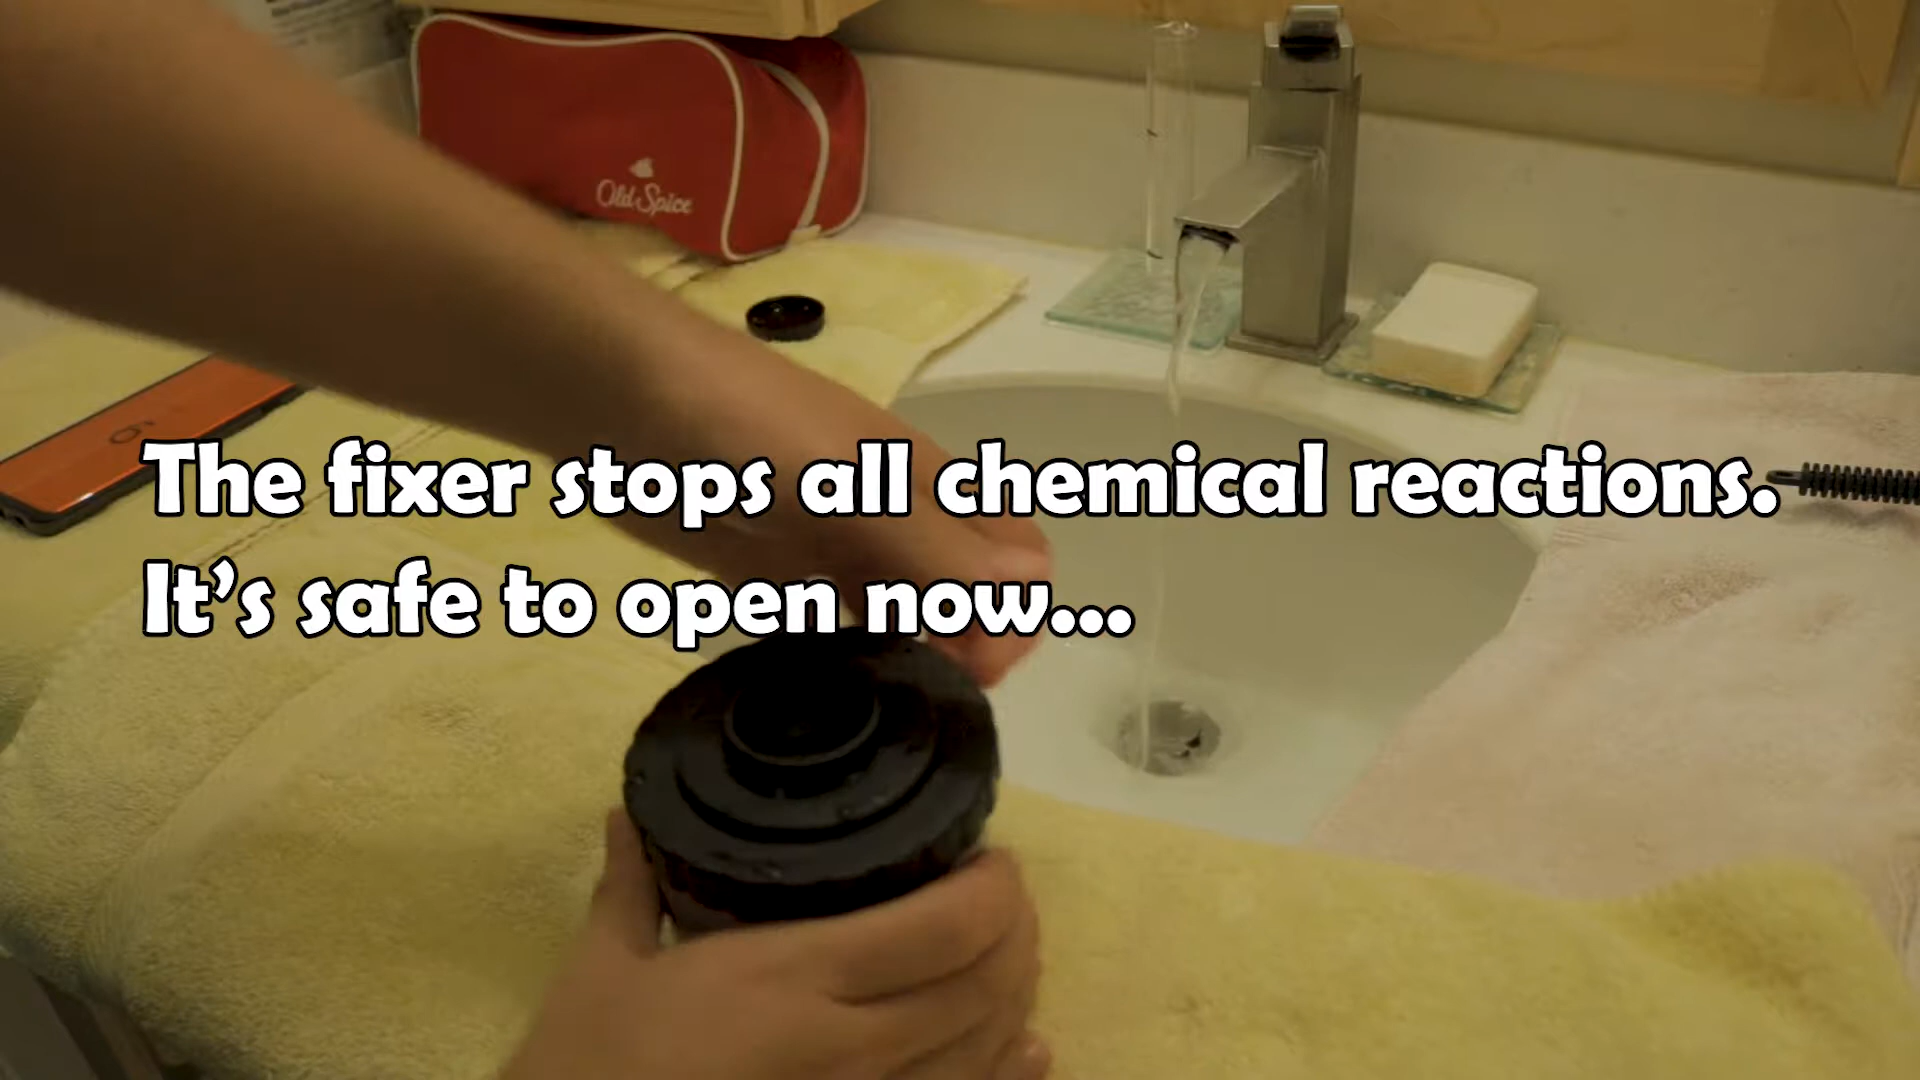 Old Spice
The fixer stops all chemical reactions.
It's safe to open now...